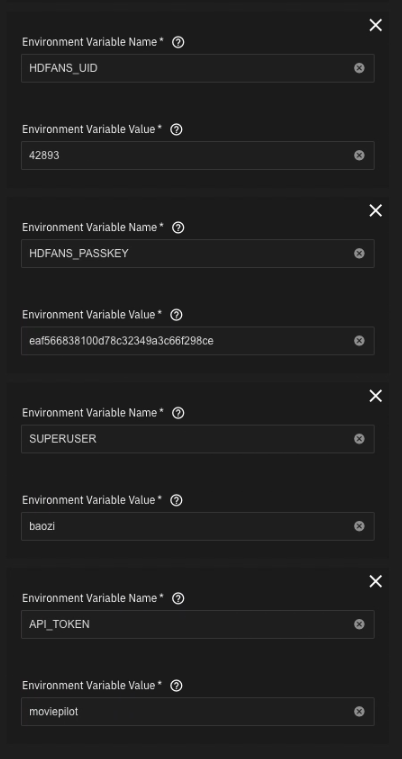 Environment Variable Name *
HDFANS_UID
Environment Variable Value *
42893
Environment Variable Name *
HDFANS_PASSKEY
Environment Variable Value *
eaf566838100d78c32349a3c66f298ce
Environment Variable Name *
SUPERUSER
Environment Variable Value *
baozi
Environment Variable Name *
API_TOKEN
Environment Variable Value *
moviepilot